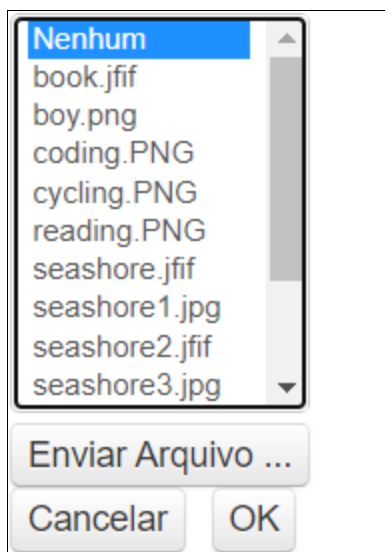 Nenhum
book.jfif
boy.png
coding.PNG
cycling.PNG
reading.PNG
seashore.jfif
seashore1.jpg
seashore2.jfif
seashore3.jpg
Enviar Arquivo ...
Cancelar OK